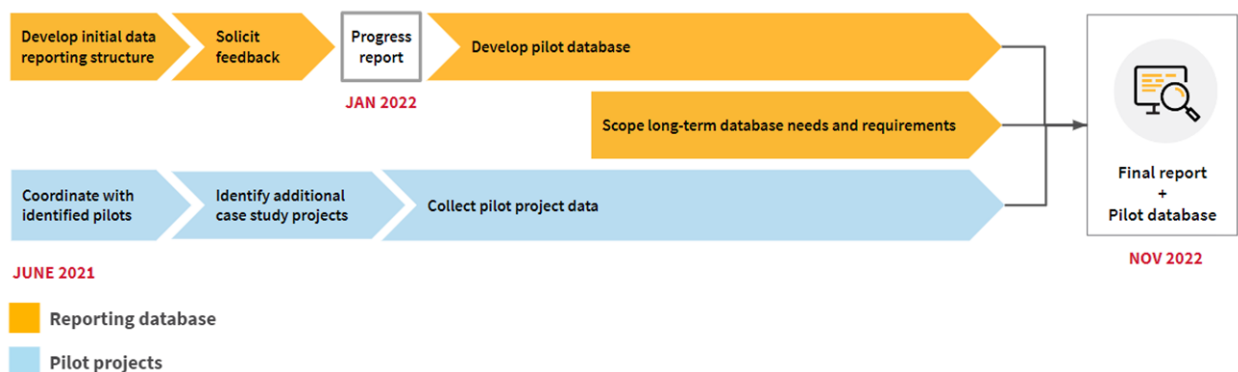 Develop initial data
reporting structure
Solicit
feedback
Progress
report
Develop pilot database
JAN 2022
Scope long-term database needs and requirements
Coordinate with
identified pilots
Identify additional
case study projects
Collect pilot project data
Final report
+
Pilot database
JUNE 2021
NOV 2022
Reporting database
Pilot projects